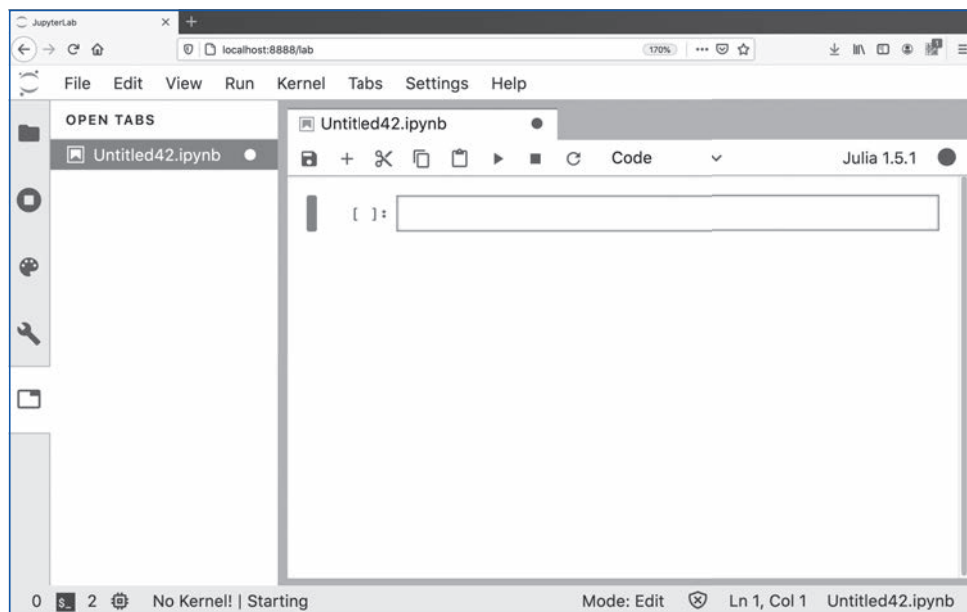 JupyterLab
localhost:8888/lab
170%
File Edit View Run Kernel Tabs Settings Help
OPEN TABS
Untitled42.ipynb
Untitled42.ipynb
Code
Julia 1.5.1
[ ]:
0 $_ 2 No Kernel! | Starting
Mode: Edit Ln 1, Col 1 Untitled42.ipynb